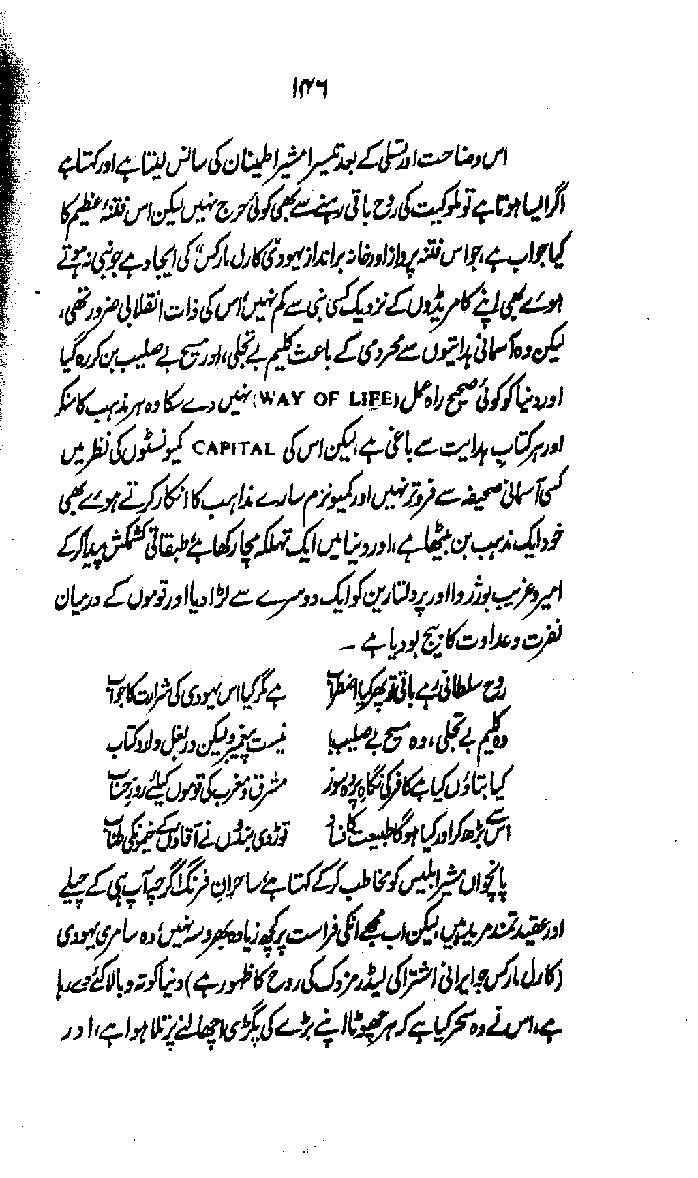 ۱۴۶
اس وضاحت اور تسلی کے بعد تیسرا مشیر اطمینان کی سانس لیتا ہے اور کہتا ہے
اگر ایسا ہوتا ہے تو ملوکیت کی روح باقی رہنے سے بھی کوئی حرج نہیں لیکن اس فتنۂ عظیم کا
کیا جواب ہے، جو اس فتنہ پرداز اور خانہ برانداز یہودی کارل مارکس" کی ایجاد ہے جو نبی نہ ہوتے
ہوئے بھی اپنے کامریڈوں کے نزدیک کسی نبی سے کم نہیں؛ اس کی ذات انقلابی ضرور تھی،
لیکن وہ آسمانی ہدایتوں سے محرومی کے باعث کلیم بے تجلی، اور مسیح بے صلیب بن کر رہ گیا
اور دنیا کو کوئی صحیح راہ عمل (WAY OF LIFE) نہیں دے سکا وہ ہر مذہب کا منکر
اور ہر کتاب ہدایت سے باغی ہے، لیکن اس کی CAPITAL کمیونسٹوں کی نظر میں
کسی آسمانی صحیفہ سے فروتر نہیں اور کمیونزم سارے مذاہب کا انکار کرتے ہوئے بھی
خود ایک مذہب بن بیٹھا ہے، اور دنیا میں ایک تہلکہ مچا رکھا ہے، طبقاتی کشمکش پیدا کر کے
امیر و غریب بوژروا اور پرولتارین کو ایک دوسرے سے لڑا دیا اور قوموں کے درمیان
نفرت و عداوت کا بیج بو دیا ہے ۔
روح سلطانی رہے باقی تو پھر کیا اضطراب ہے مگر کیا اس یہودی کی شرارت کا جواب
وہ کلیم بے تجلی، وہ مسیح بے صلیب! نیست پیغمبر و لیکن در بغل دارد کتاب
کیا بتاؤں کیا ہے کافر کی نگاہِ پردہ سوز مشرق و مغرب کی قوموں کیلئے روز حساب
اس سے بڑھ کر اور کیا ہوگا طبیعت کا فساد توڑ دی بندوں نے آقاؤں کے خیموں کی طناب
پانچواں مشیر ابلیس کو مخاطب کر کے کہتا ہے، ساحرانِ فرنگ اگرچہ آپ ہی کے چیلے
اور عقیدتمند مرید ہیں، لیکن اب مجھے انکی فراست پر کچھ زیادہ بھروسہ نہیں؛ وہ سامری یہودی
(کارل مارکس جو ایرانی اشتراکی لیڈر مزدک کی روح کا ظہور ہے) دنیا کو تہ و بالا کئے دے رہا
ہے، اس نے وہ سحر کیا ہے کہ ہر چھوٹا اپنے بڑے کی پگڑی اچھالنے پر تلا ہوا ہے، اور